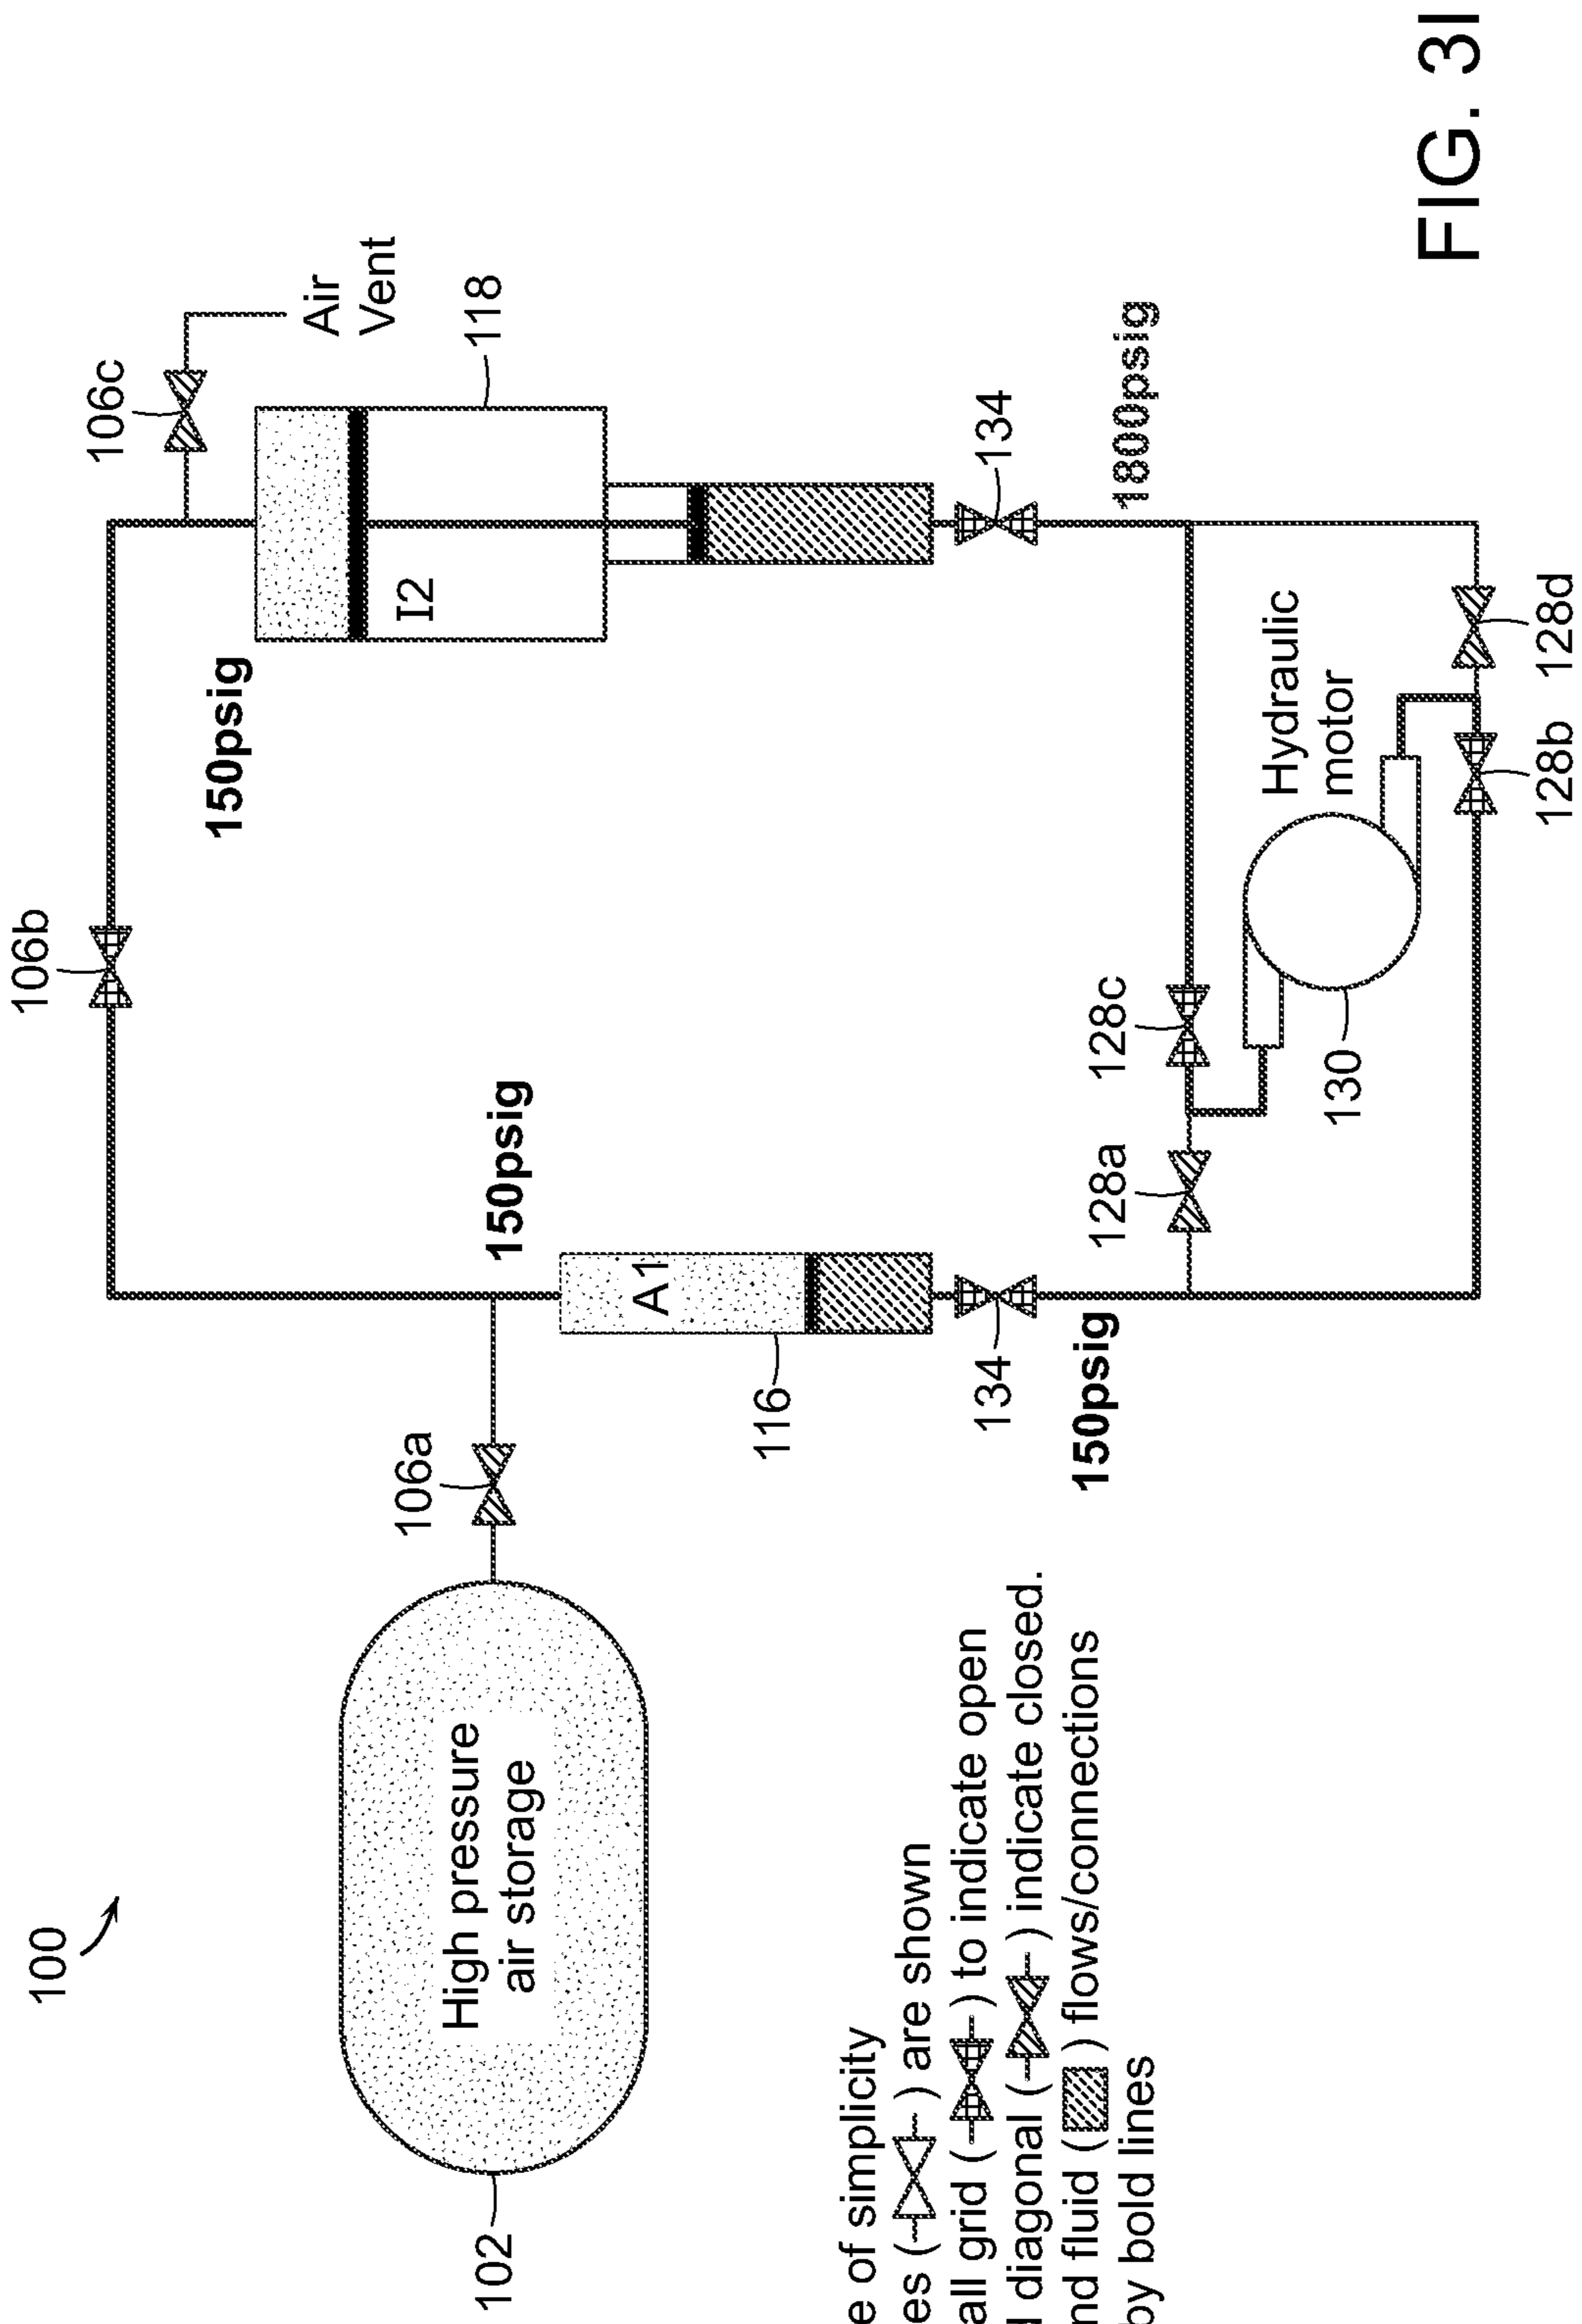 100
102
High pressure
air storage
106a
106b
106c
Air
Vent
150psig
150psig
A1
116
I2
118
134
134
150psig
1800psig
128a
128c
Hydraulic
motor
130
128b
128d
e of simplicity
es ( ) are shown
all grid ( ) to indicate open
diagonal ( ) indicate closed.
nd fluid ( ) flows/connections
by bold lines
FIG. 3I